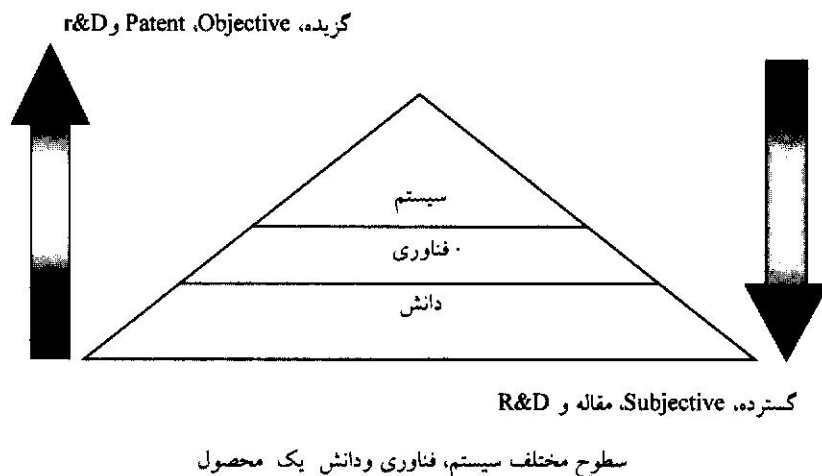 گزیده، Patent ،Objective و r&D
سیستم
فناوری
دانش
گسترده، Subjective، مقاله و R&D
سطوح مختلف سیستم، فناوری ودانش یک محصول